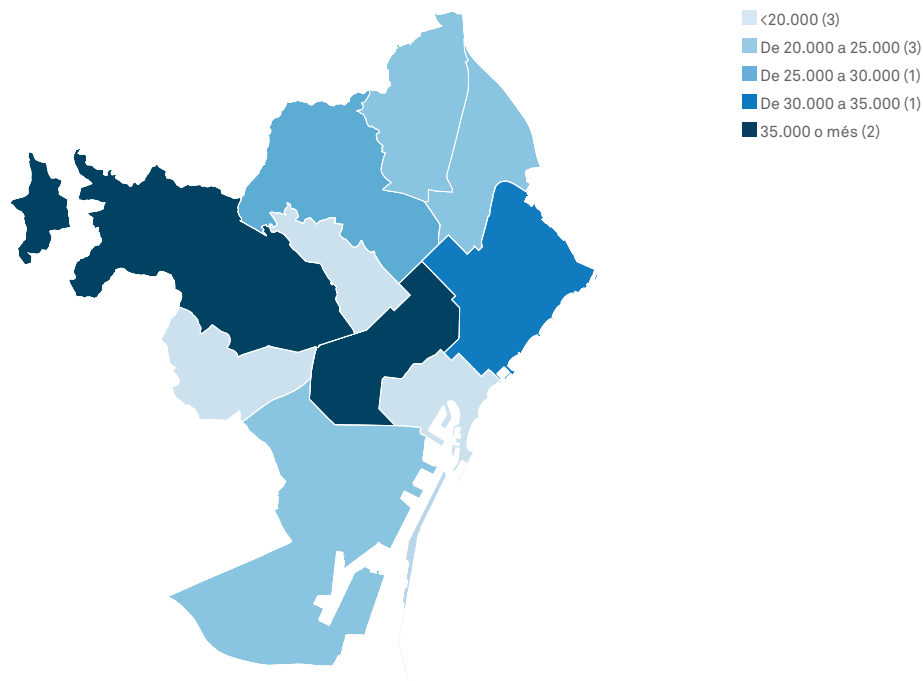 <20.000 (3)
De 20.000 a 25.000 (3)
De 25.000 a 30.000 (1)
De 30.000 a 35.000 (1)
35.000 o més (2)